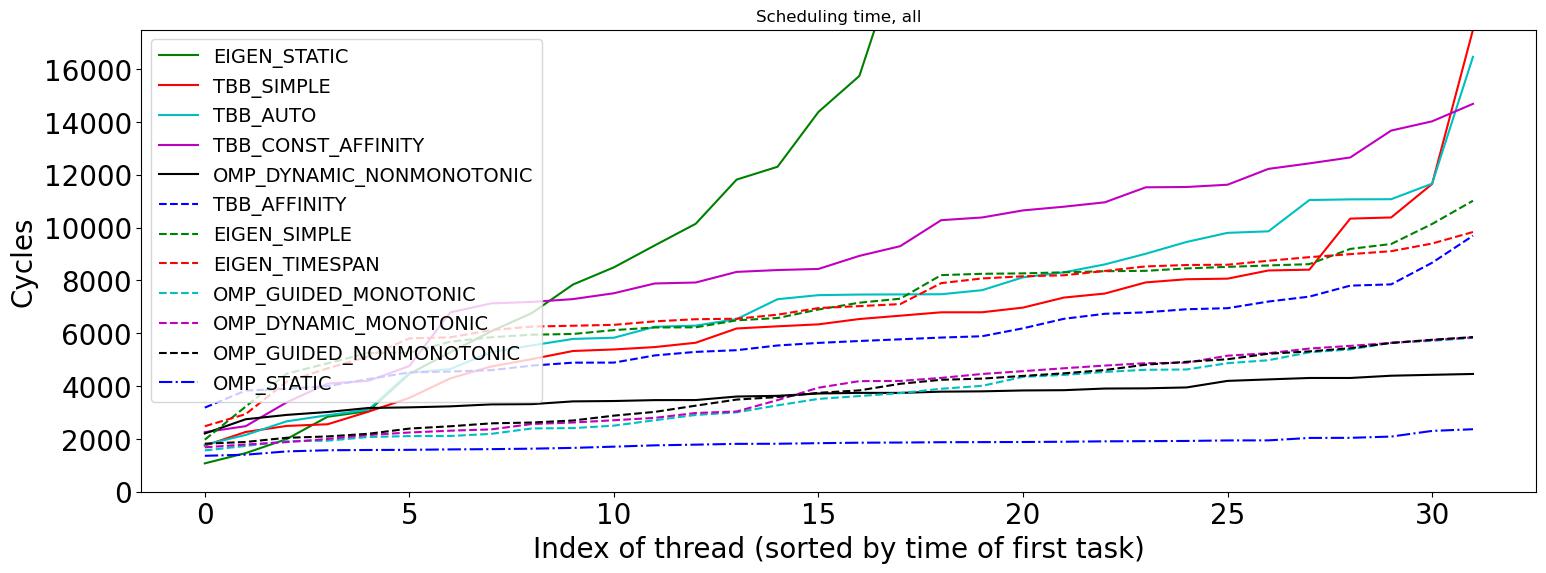 Scheduling time, all
Cycles
16000
14000
12000
10000
8000
6000
4000
2000
0
EIGEN_STATIC
TBB_SIMPLE
TBB_AUTO
TBB_CONST_AFFINITY
OMP_DYNAMIC_NONMONOTONIC
TBB_AFFINITY
EIGEN_SIMPLE
EIGEN_TIMESPAN
OMP_GUIDED_MONOTONIC
OMP_DYNAMIC_MONOTONIC
OMP_GUIDED_NONMONOTONIC
OMP_STATIC
0 5 10 15 20 25 30
Index of thread (sorted by time of first task)